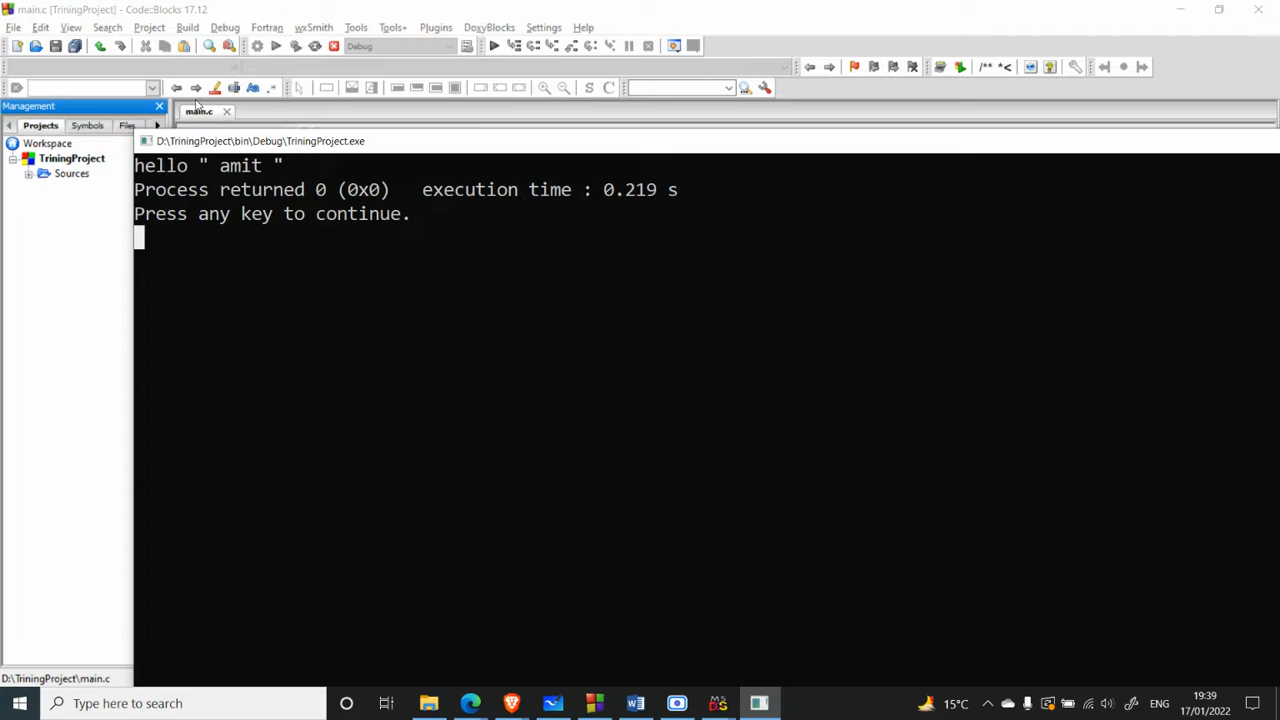 main.c [TriningProject] - Code::Blocks 17.12
File Edit View Search Project Build Debug Fortran wxSmith Tools Tools+ Plugins DoxyBlocks Settings Help
Debug
/** *<
S C
Management
main.c
Projects Symbols Files
Workspace
TriningProject
Sources
D:\TriningProject\bin\Debug\TriningProject.exe
hello " amit "
Process returned 0 (0x0) execution time : 0.219 s
Press any key to continue.
D:\TriningProject\main.c
Type here to search
15°C
ENG
19:39
17/01/2022